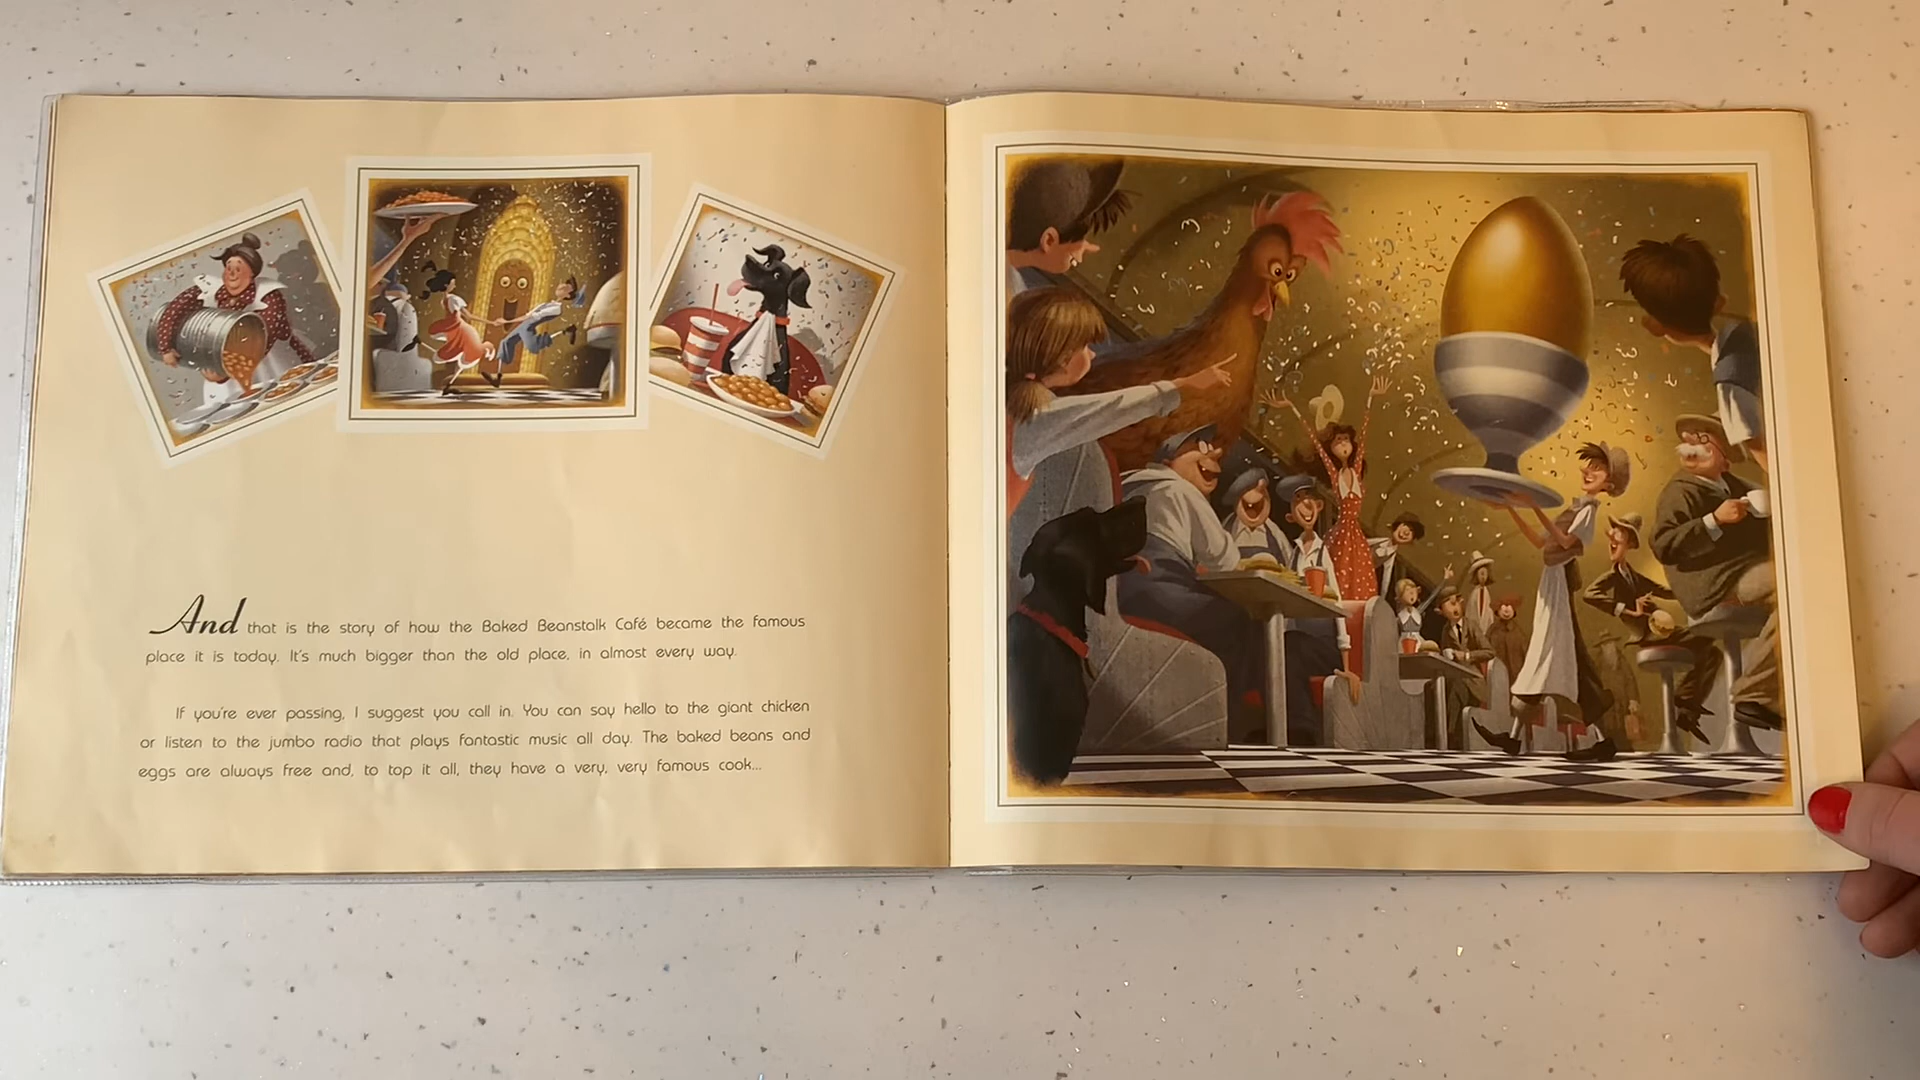 And that is the story of how the Baked Beanstalk Café became the famous
place it is today. It's much bigger than the old place, in almost every way.
If you're ever passing, I suggest you call in. You can say hello to the giant chicken
or listen to the jumbo radio that plays fantastic music all day. The baked beans and
eggs are always free and, to top it all, they have a very, very famous cook...